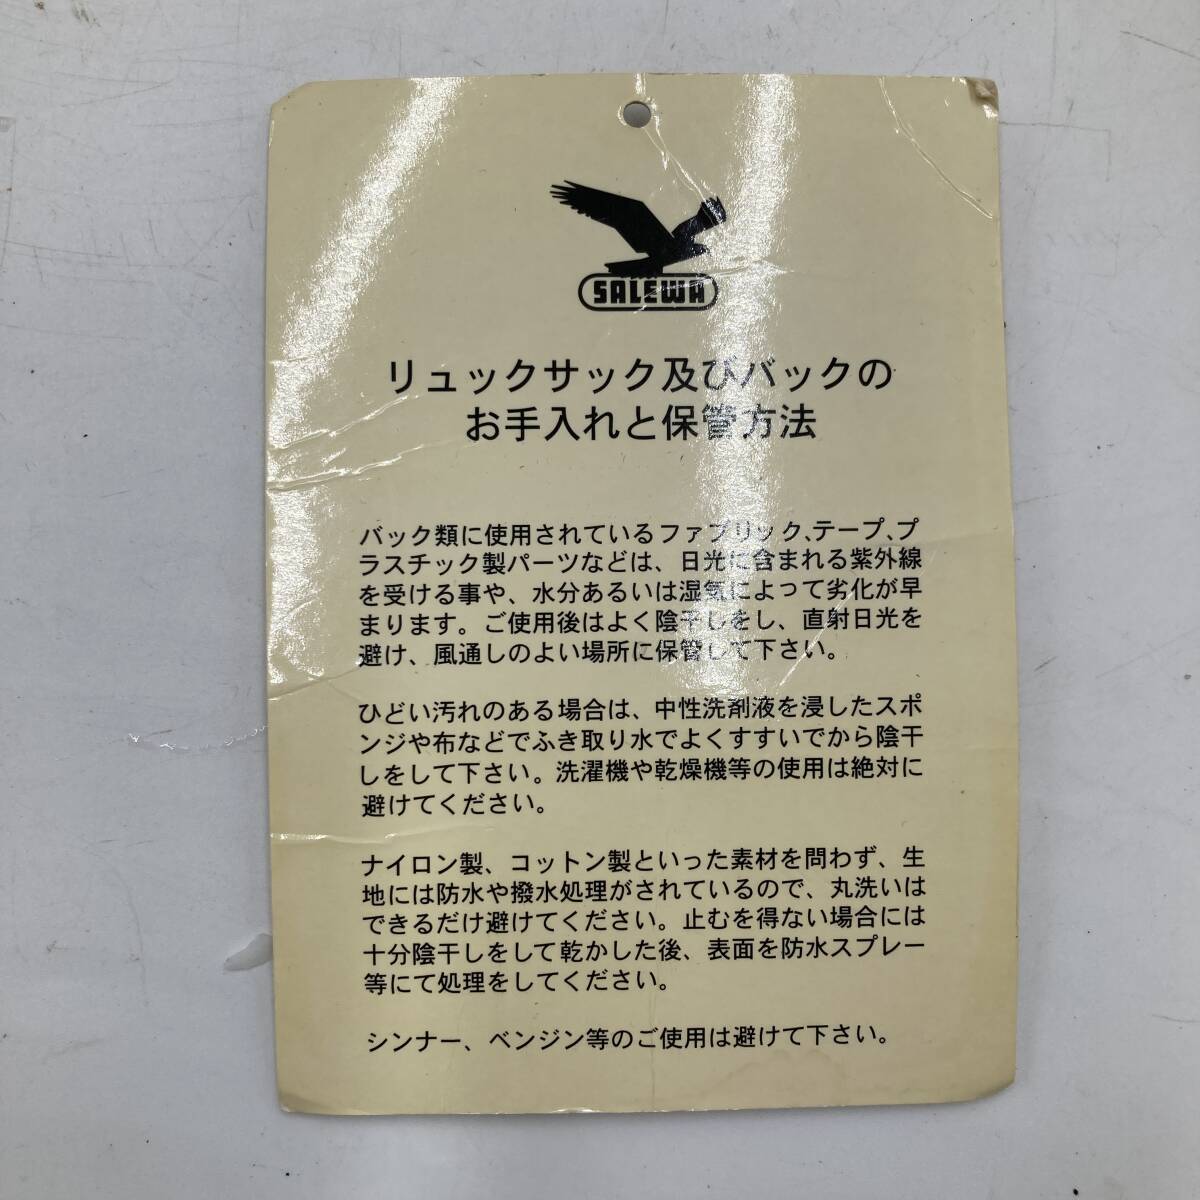 SALEWA
リュックサック及びバックの
お手入れと保管方法
バック類に使用されているファブリック、テープ、プ
ラスチック製パーツなどは、日光に含まれる紫外線
を受ける事や、水分あるいは湿気によって劣化が早
まります。ご使用後はよく陰干しをし、直射日光を
避け、風通しのよい場所に保管して下さい。
ひどい汚れのある場合は、中性洗剤液を浸したスポ
ンジや布などでふき取り水でよくすすいでから陰干
しをして下さい。洗濯機や乾燥機等の使用は絶対に
避けてください。
ナイロン製、コットン製といった素材を問わず、生
地には防水や撥水処理がされているので、丸洗いは
できるだけ避けてください。止むを得ない場合には
十分陰干しをして乾かした後、表面を防水スプレー
等にて処理をしてください。
シンナー、ベンジン等のご使用は避けて下さい。